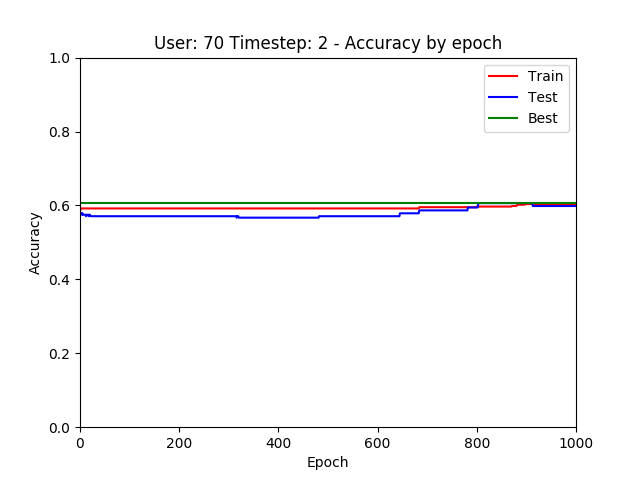 User: 70 Timestep: 2 - Accuracy by epoch
1.0
0.8
0.6
0.4
0.2
0.0
Accuracy
Train
Test
Best
0 200 400 600 800 1000
Epoch